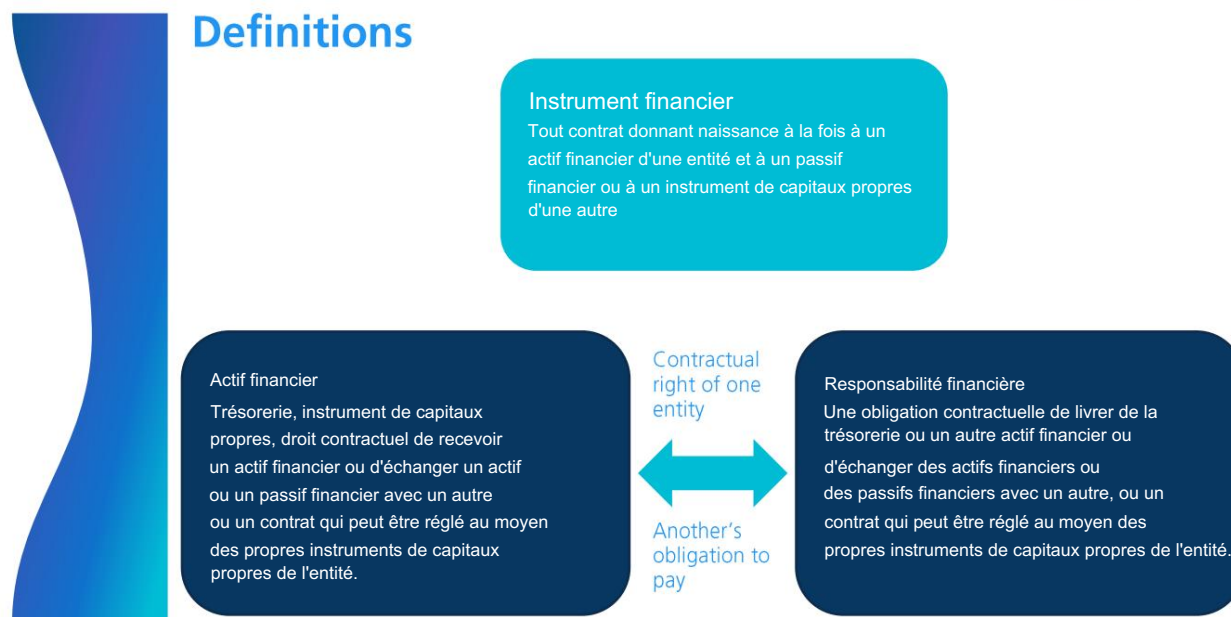 Definitions
Instrument financier
Tout contrat donnant naissance à la fois à un
actif financier d'une entité et à un passif
financier ou à un instrument de capitaux propres
d'une autre
Actif financier
Trésorerie, instrument de capitaux
propres, droit contractuel de recevoir
un actif financier ou d'échanger un actif
ou un passif financier avec un autre
ou un contrat qui peut être réglé au moyen
des propres instruments de capitaux
propres de l'entité.
Contractual
right of one
entity
Another's
obligation to
pay
Responsabilité financière
Une obligation contractuelle de livrer de la
trésorerie ou un autre actif financier ou
d'échanger des actifs financiers ou
des passifs financiers avec un autre, ou un
contrat qui peut être réglé au moyen des
propres instruments de capitaux propres de l'entité.